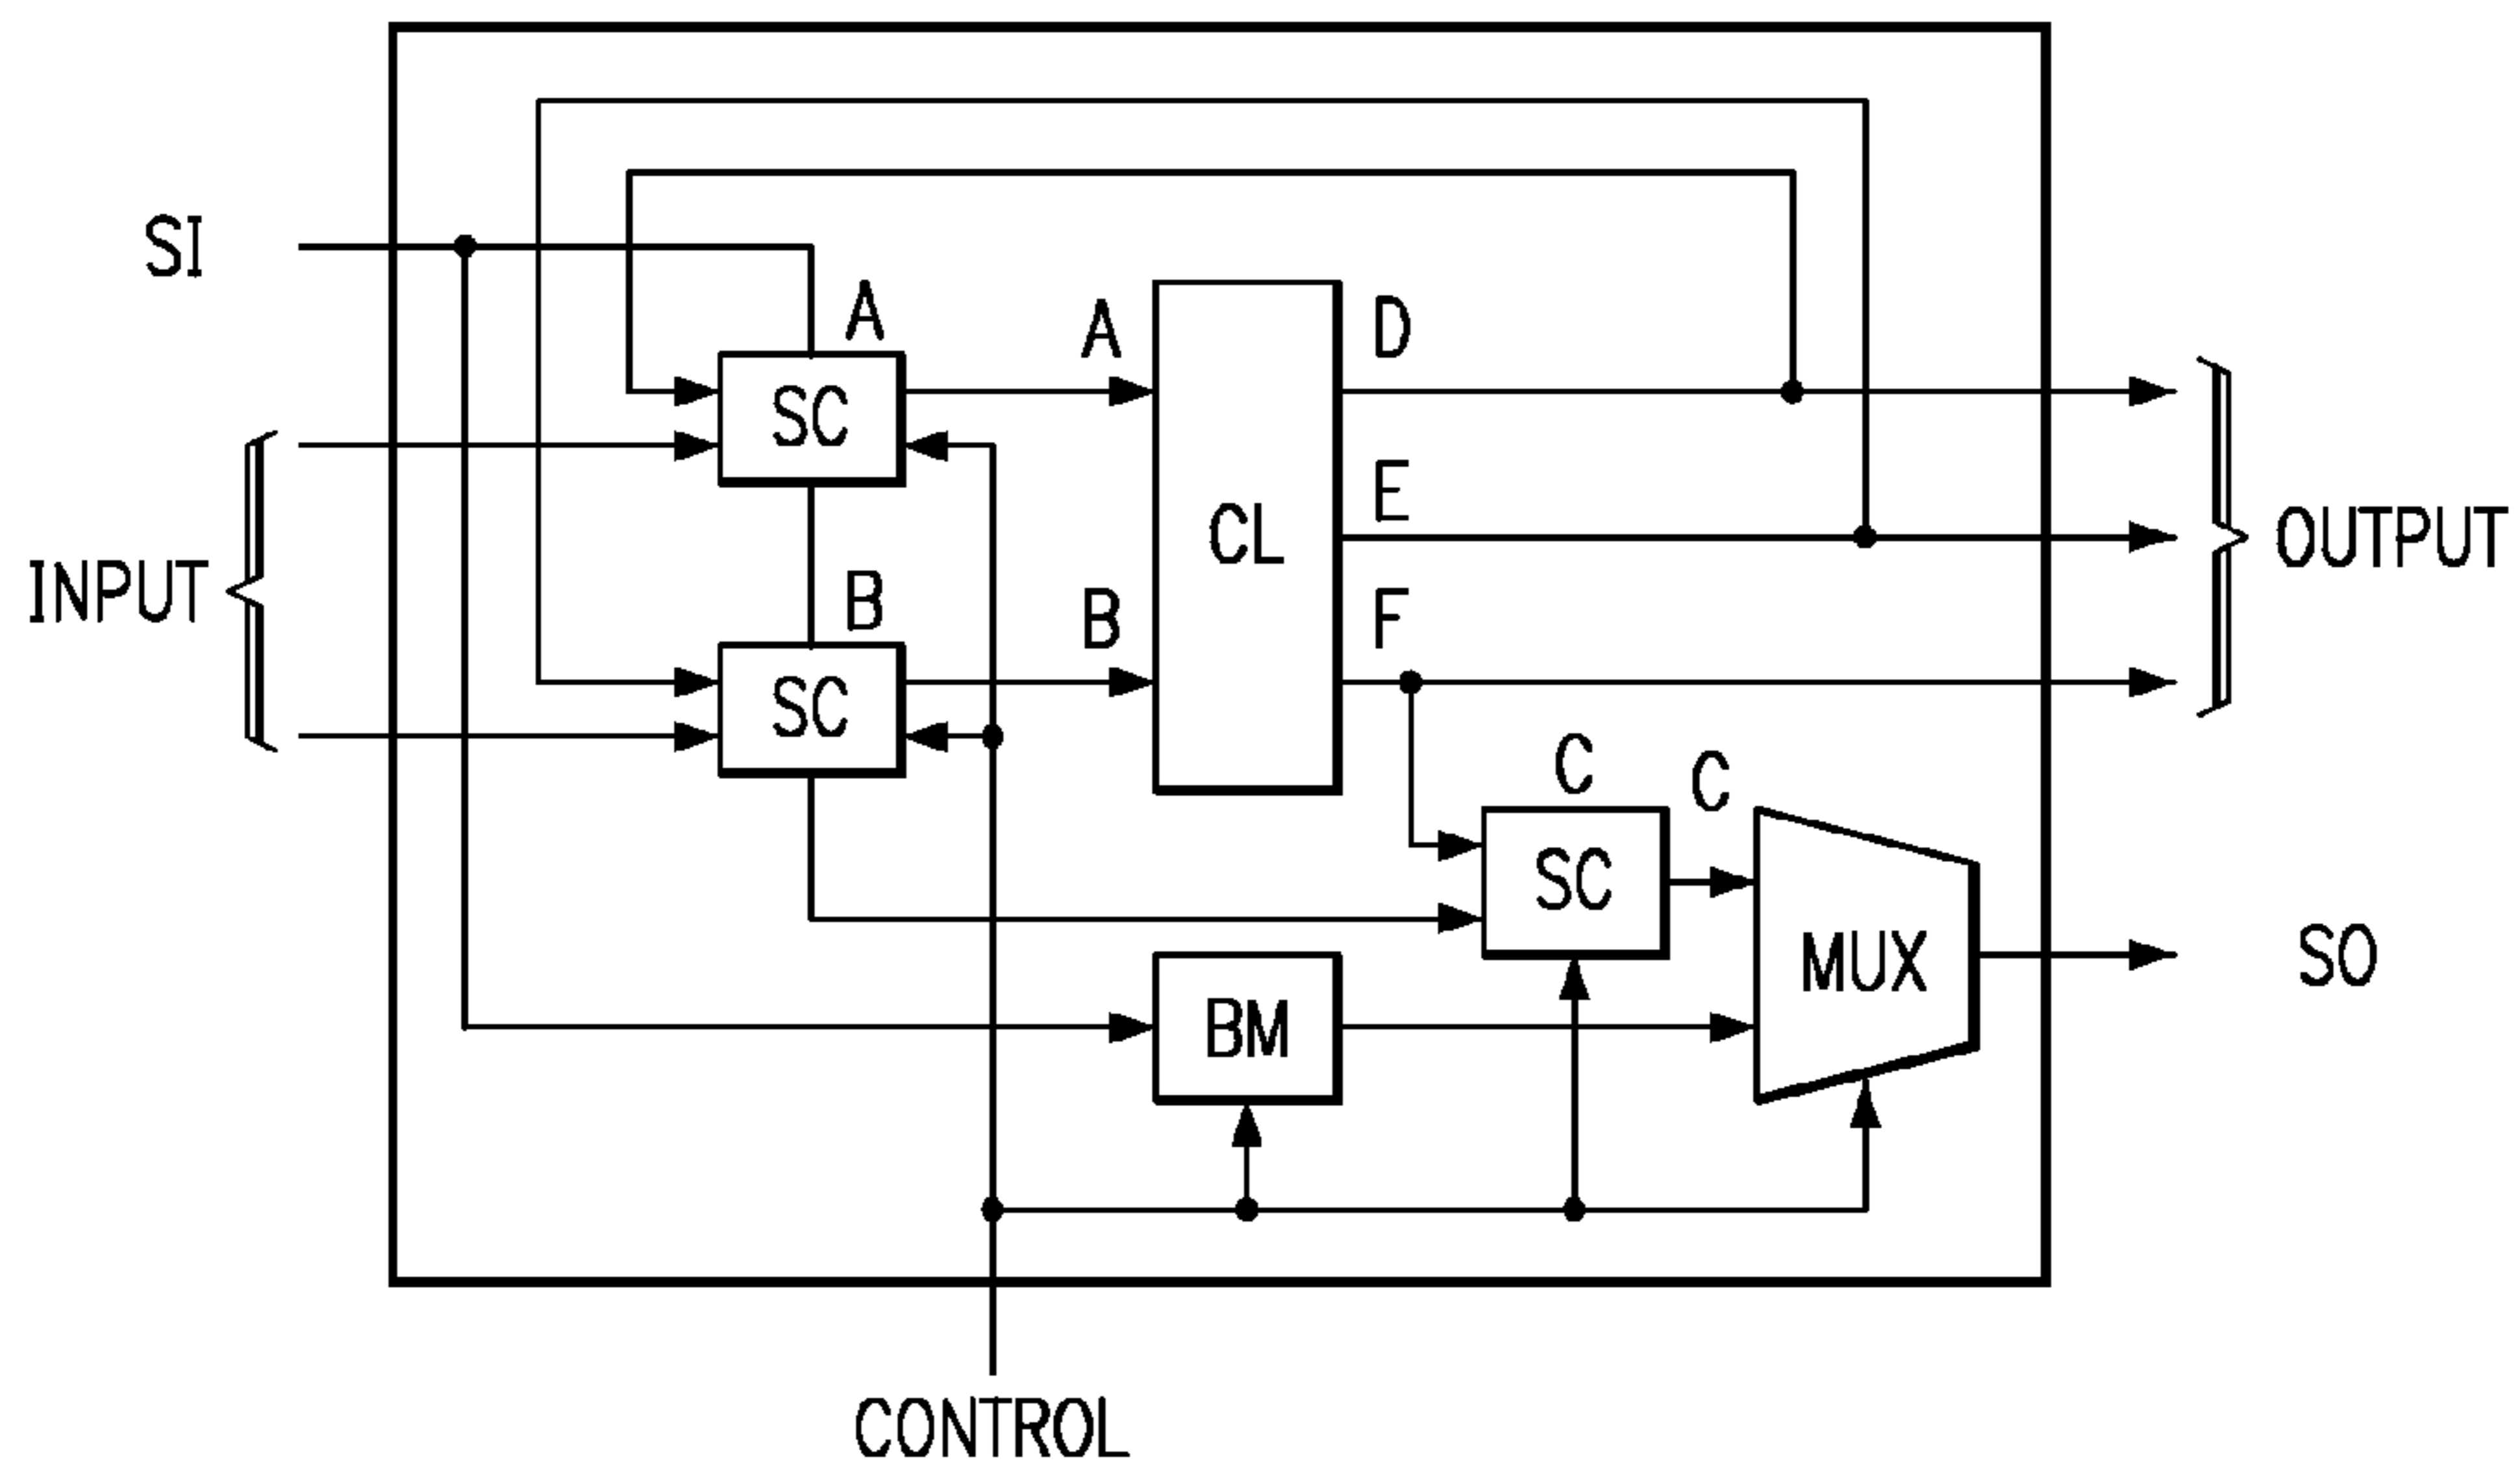 SI
A
A
D
SC
E
CL
OUTPUT
INPUT
B
B
F
SC
C
C
SC
MUX
SO
BM
CONTROL